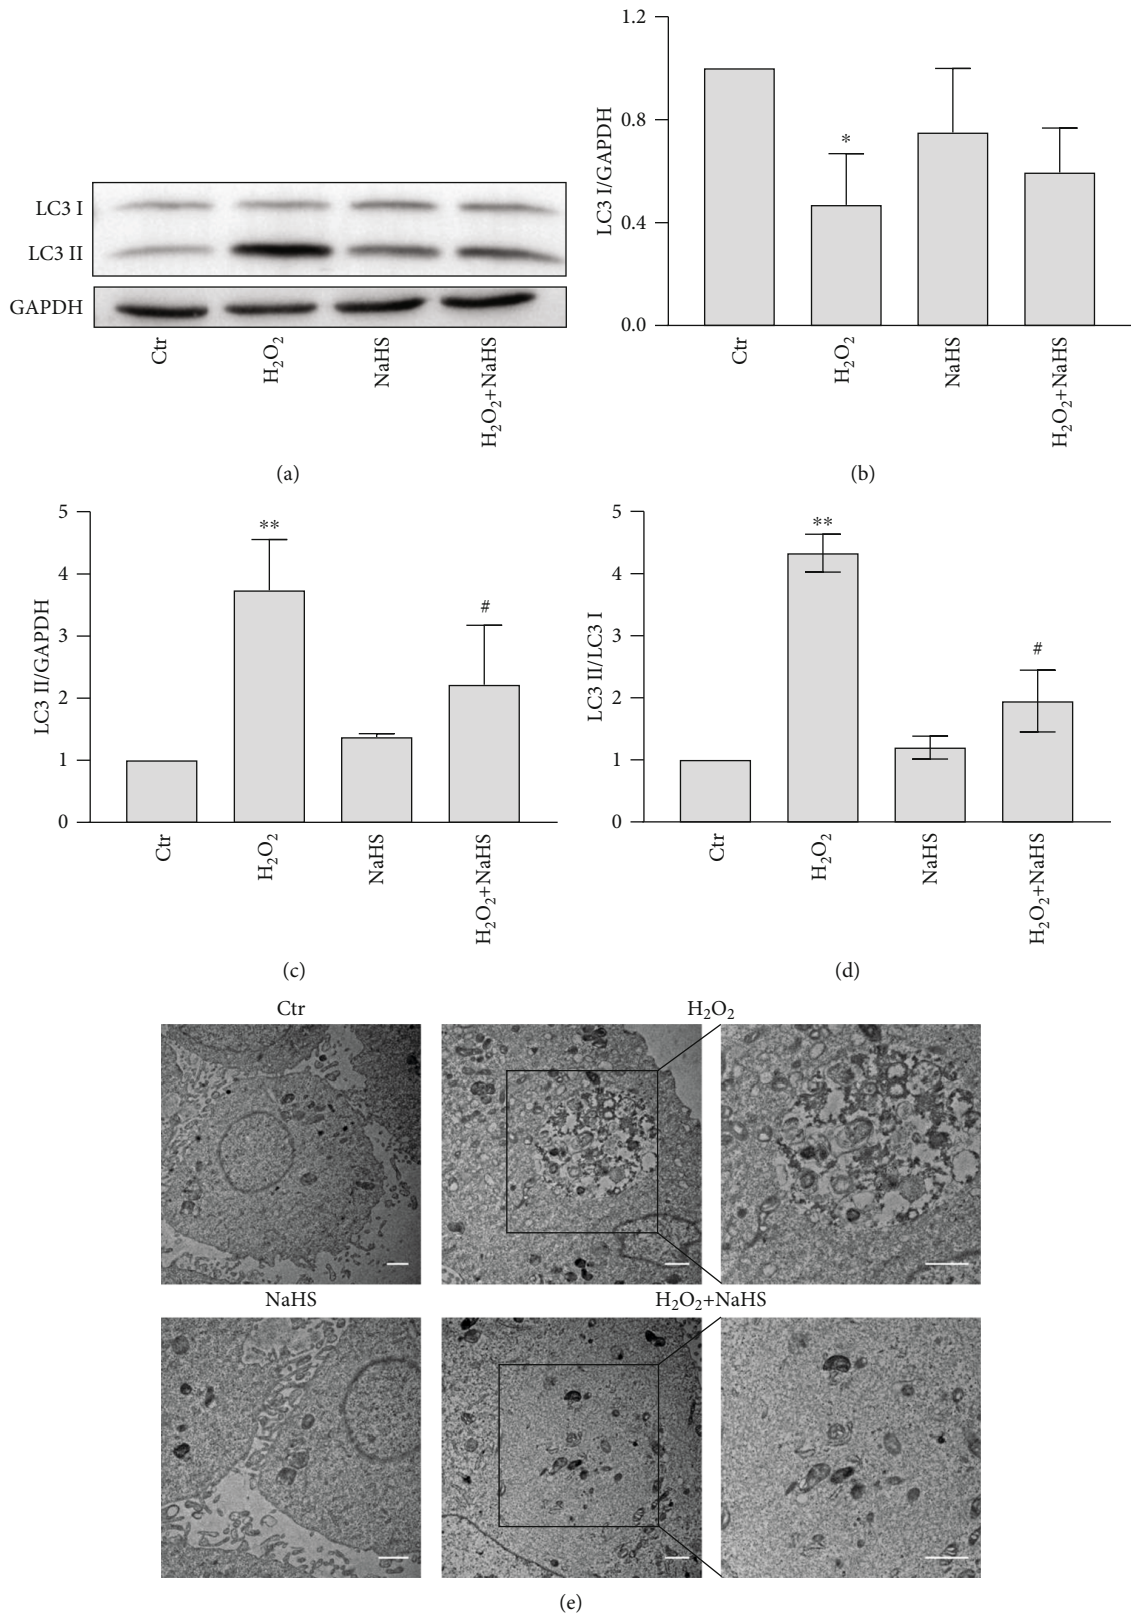 LC3 I
LC3 II
GAPDH
Ctr
H₂O₂
NaHS
H₂O₂+NaHS
(a)
LC3 I/GAPDH
1.2
0.8
0.4
0.0
*
Ctr
H₂O₂
NaHS
H₂O₂+NaHS
(b)
LC3 II/GAPDH
5
4
3
2
1
0
**
#
Ctr
H₂O₂
NaHS
H₂O₂+NaHS
(c)
LC3 II/LC3 I
5
4
3
2
1
0
**
#
Ctr
H₂O₂
NaHS
H₂O₂+NaHS
(d)
Ctr
H₂O₂
NaHS
H₂O₂+NaHS
(e)